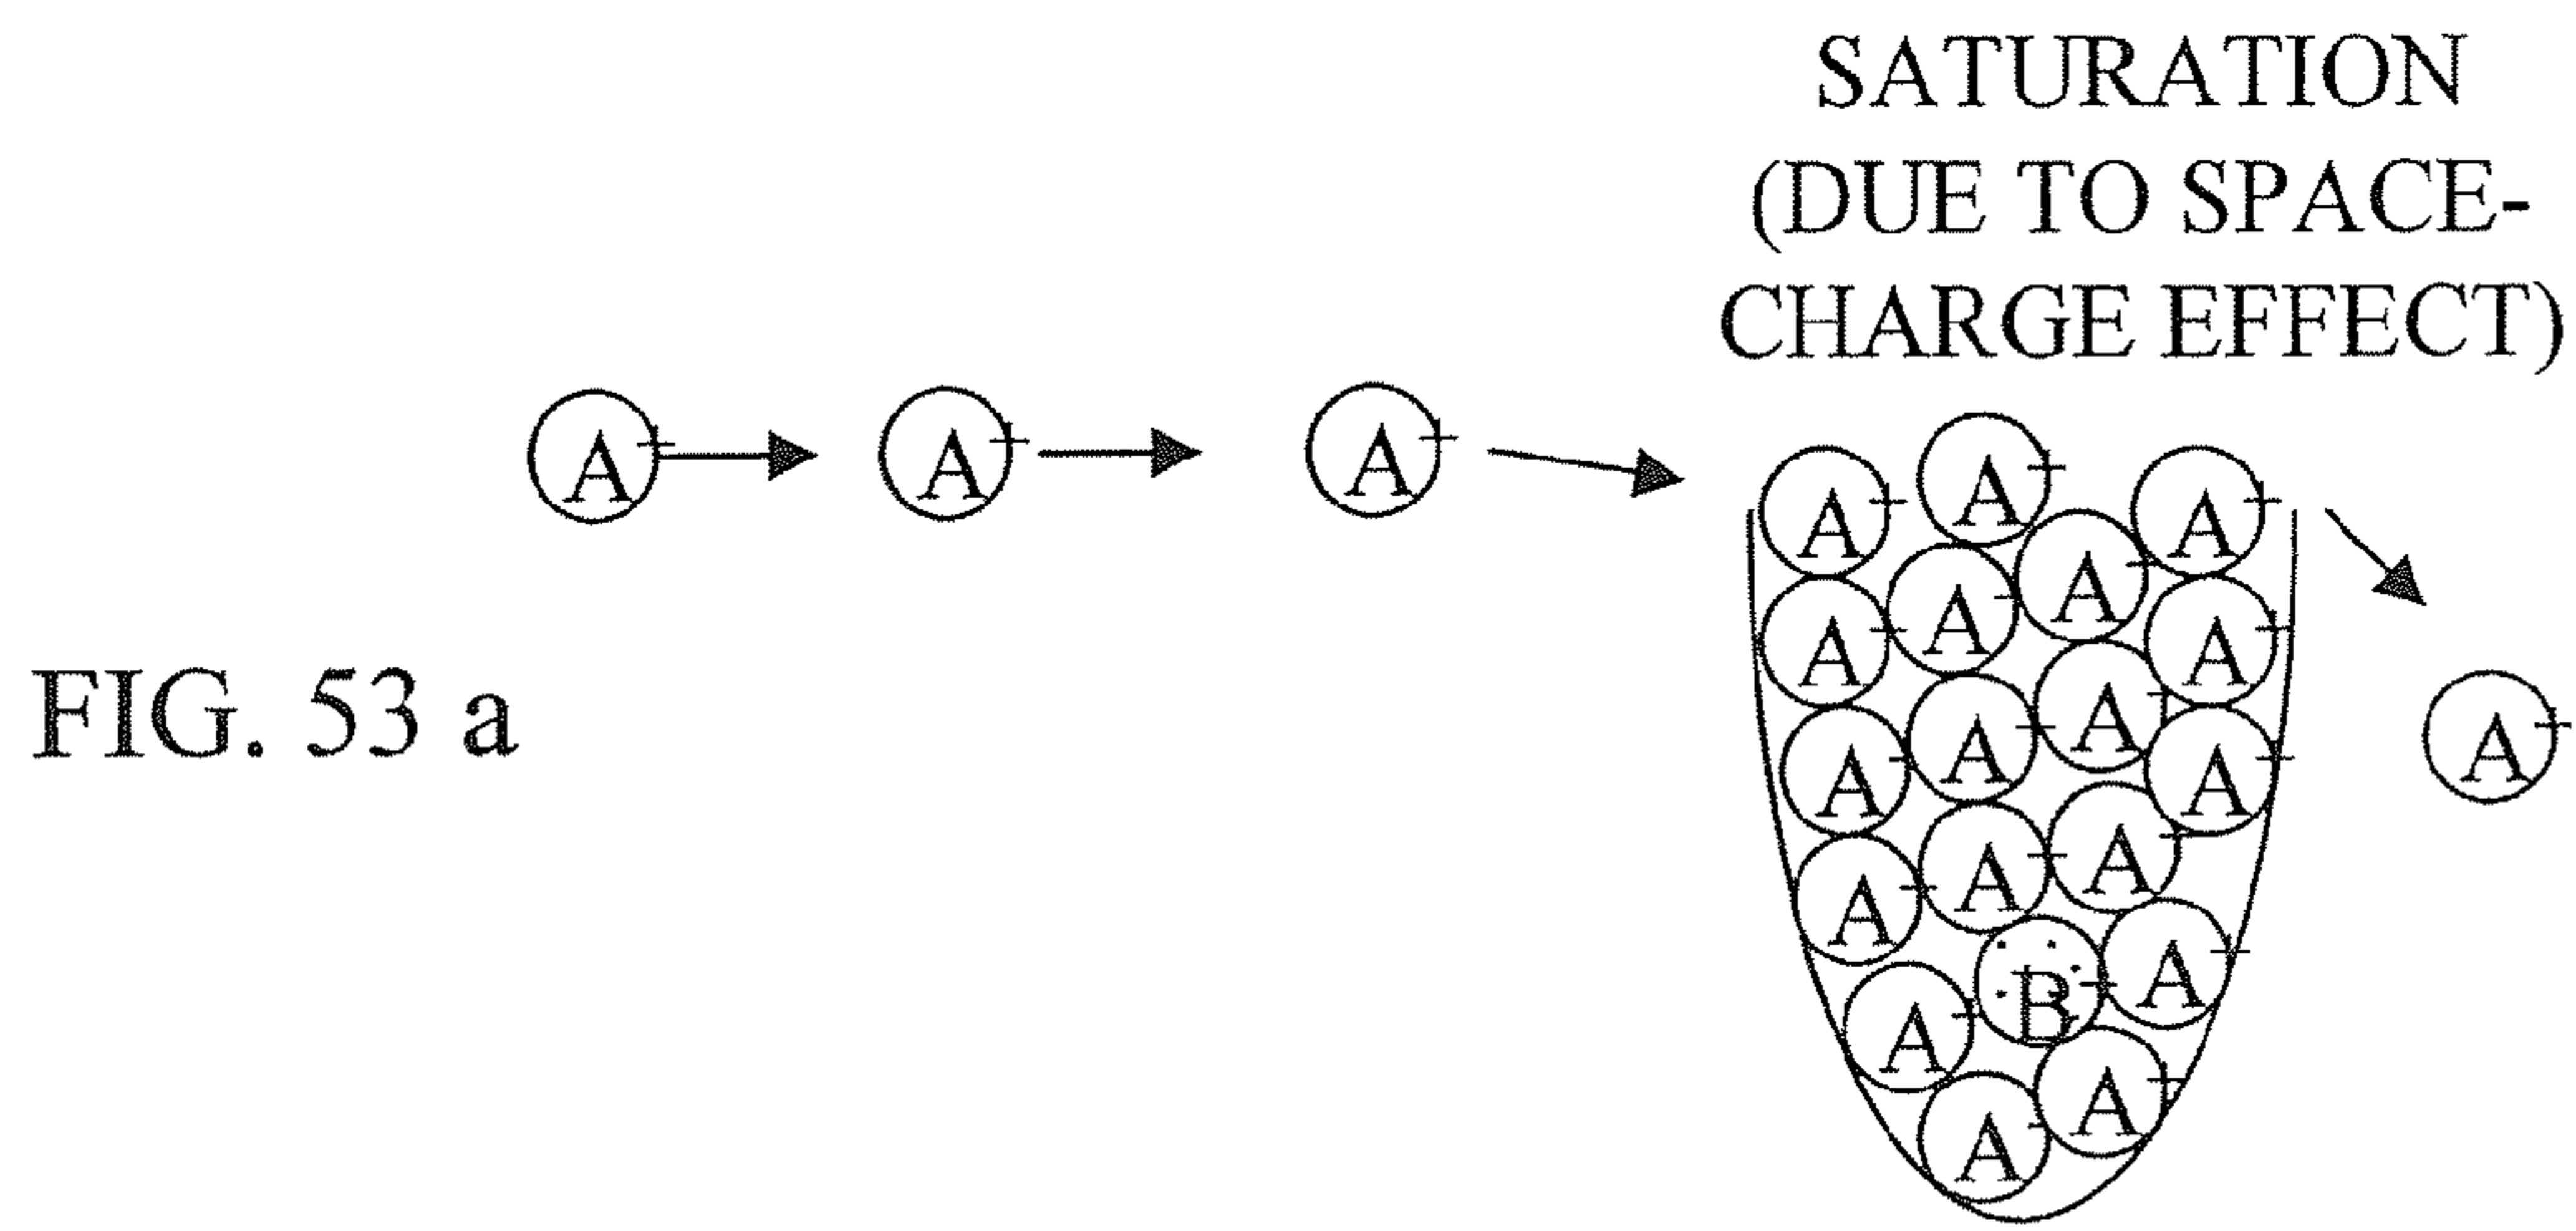 SATURATION
(DUE TO SPACE-
CHARGE EFFECT)
A+ A+ A+ A+ A+ A+
A+ A+
A+ A+
FIG. 53 a
A+ A+ A+
A+ A+
A+ A+ A+
B+ A+
A+
A+
A+